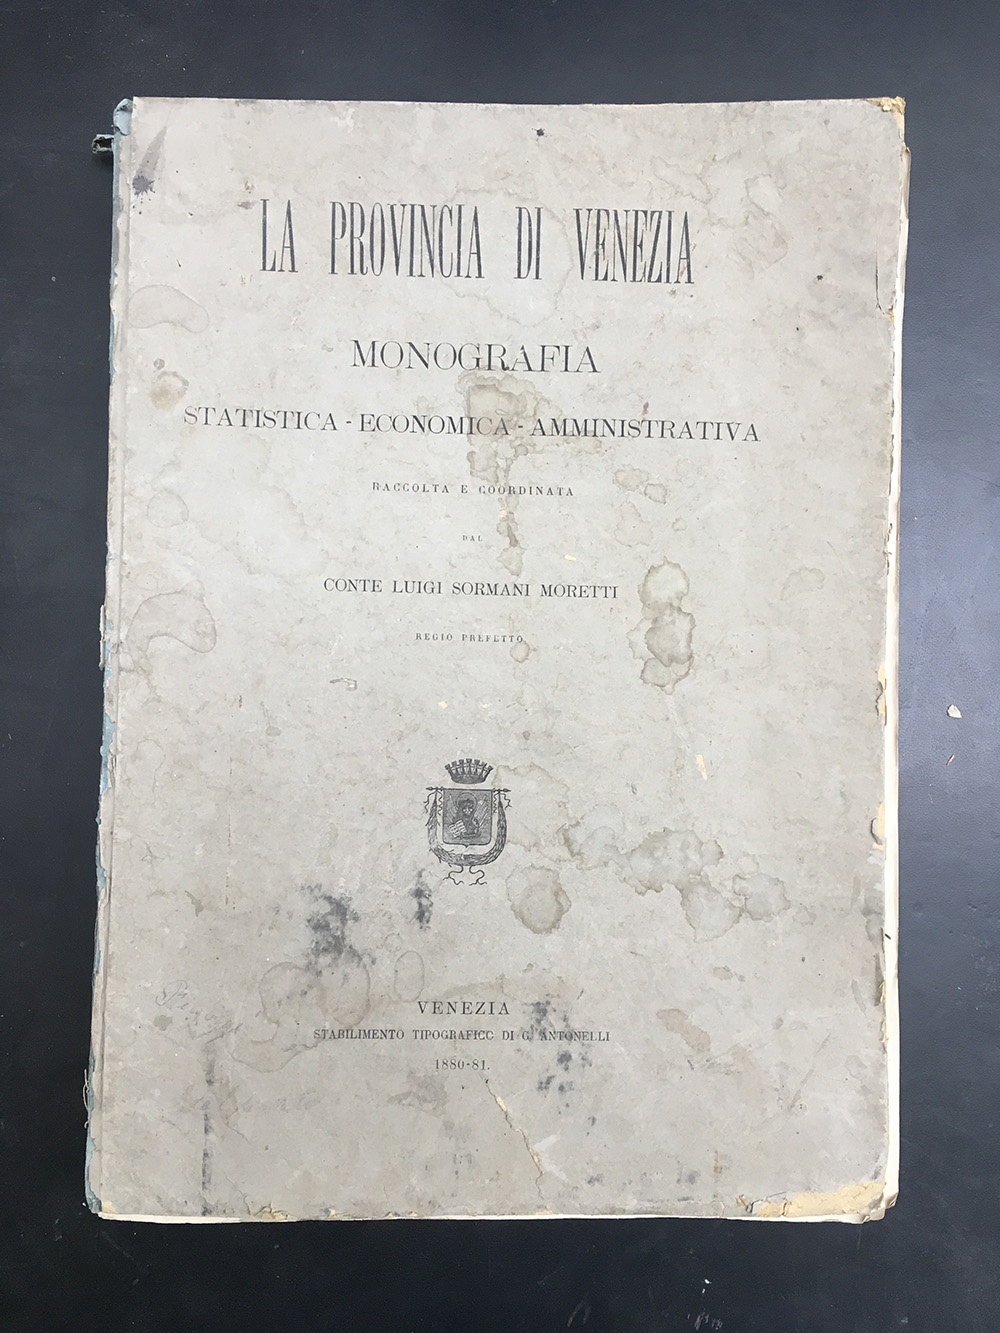 LA PROVINCIA DI VENEZIA
MONOGRAFIA
STATISTICA - ECONOMICA - AMMINISTRATIVA
RACCOLTA E COORDINATA
DAL
CONTE LUIGI SORMANI MORETTI
REGIO PREFETTO
VENEZIA
STABILIMENTO TIPOGRAFICO DI G. ANTONELLI
1880-81.